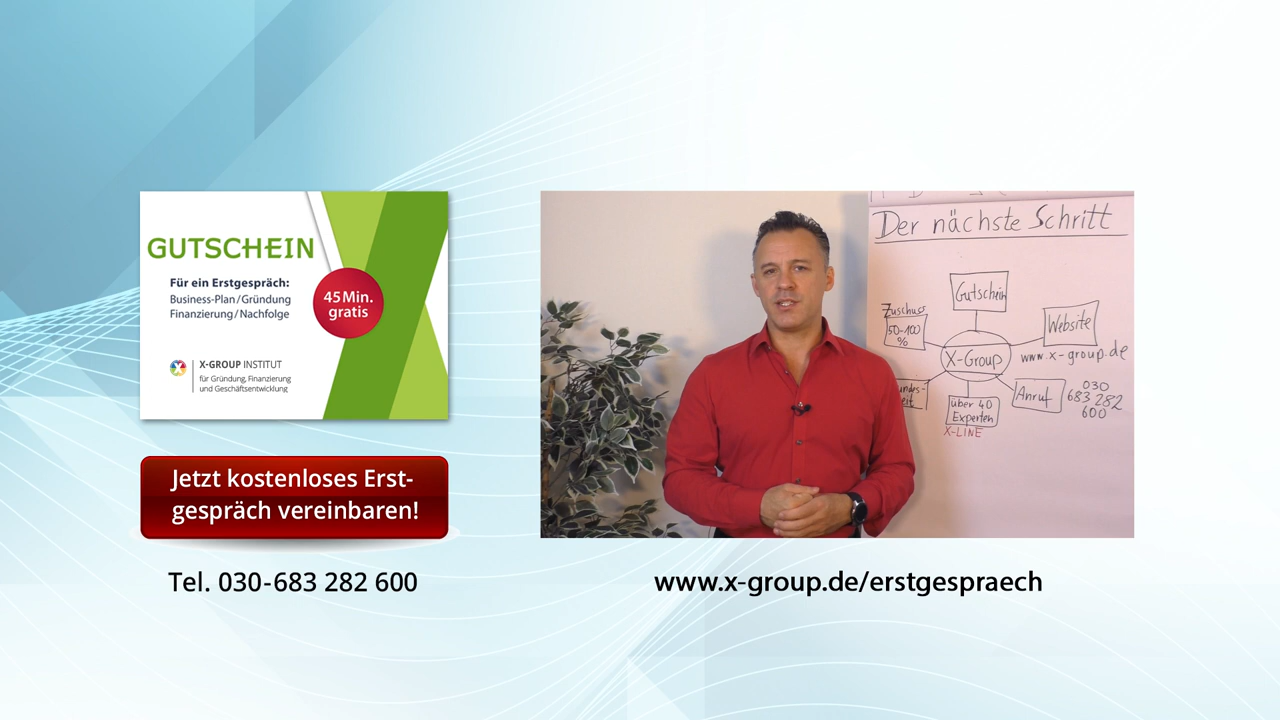 GUTSCHEIN
Für ein Erstgespräch:
Business-Plan/Gründung
Finanzierung/Nachfolge
45 Min.
gratis
X-GROUP INSTITUT
für Gründung, Finanzierung
und Geschäftsentwicklung
Jetzt kostenloses Erst-
gespräch vereinbaren!
Tel. 030-683 282 600
Der nächste Schritt
Gutschein
Zuschuss
50-100
%
Website
www.x-group.de
X-Group
Anruf
030
683 282
600
über 40
Experten
X-LINE
www.x-group.de/erstgespraech